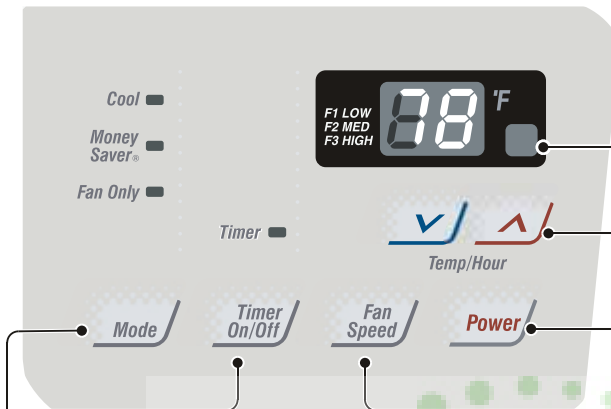 Cool
Money
Saver®
Fan Only
Timer
F1 LOW
F2 MED
F3 HIGH
78 °F
Temp/Hour
Mode
Timer
On/Off
Fan
Speed
Power